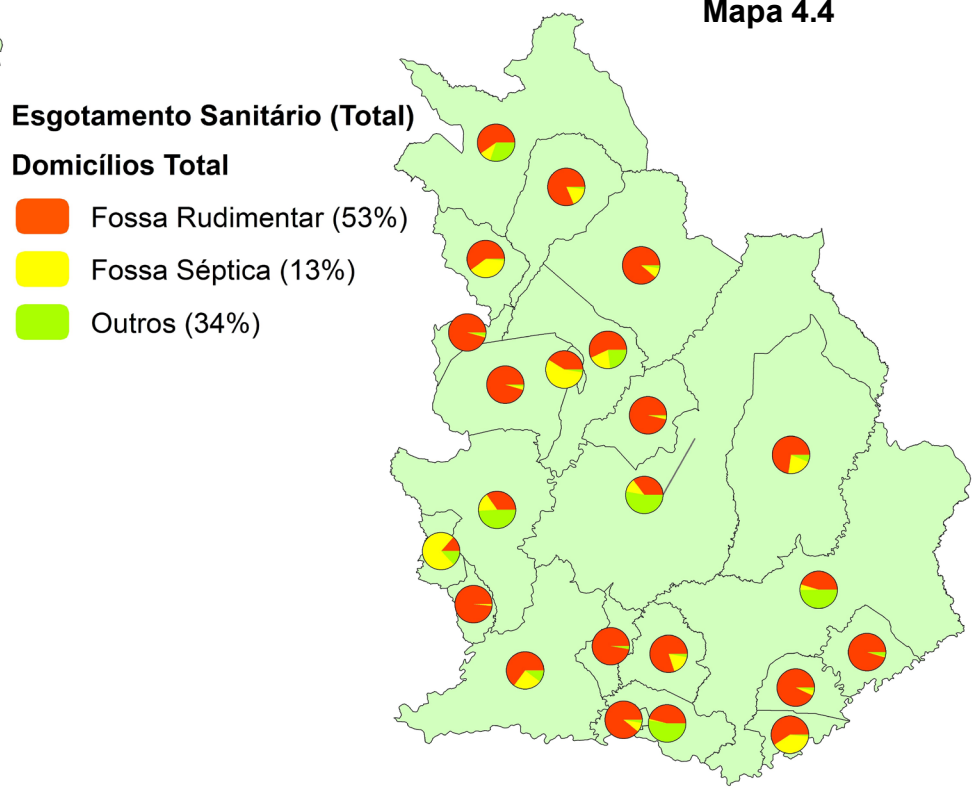 Mapa 4.4
Esgotamento Sanitário (Total)
Domicílios Total
Fossa Rudimentar (53%)
Fossa Séptica (13%)
Outros (34%)